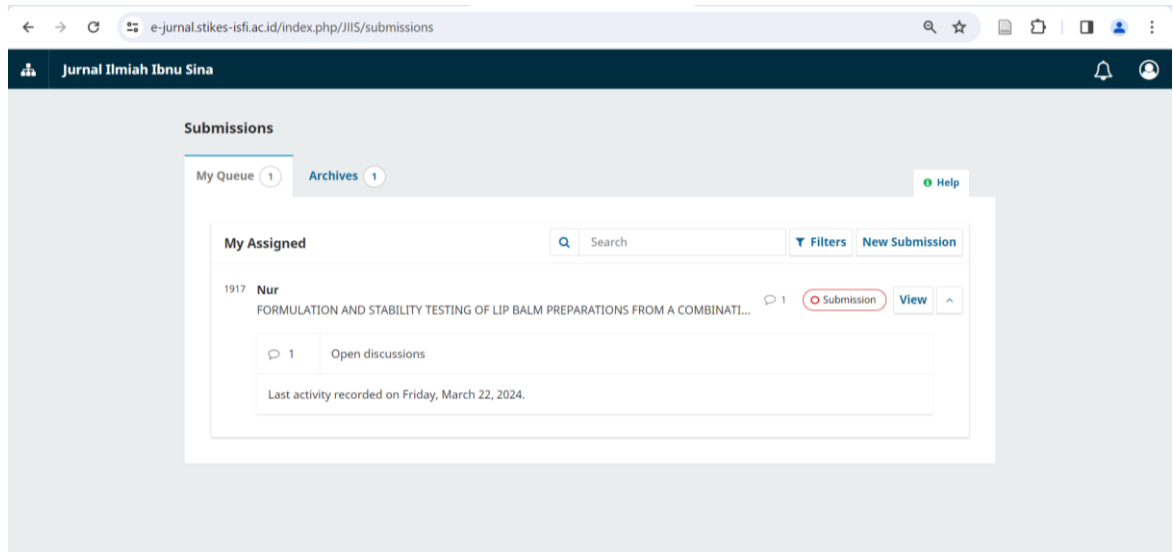 e-jurnal.stikes-isfi.ac.id/index.php/JIIS/submissions
Jurnal Ilmiah Ibnu Sina
Submissions
My Queue 1 Archives 1
Help
My Assigned Search Filters New Submission
1917 Nur
FORMULATION AND STABILITY TESTING OF LIP BALM PREPARATIONS FROM A COMBINATI... 1 Submission View
1 Open discussions
Last activity recorded on Friday, March 22, 2024.